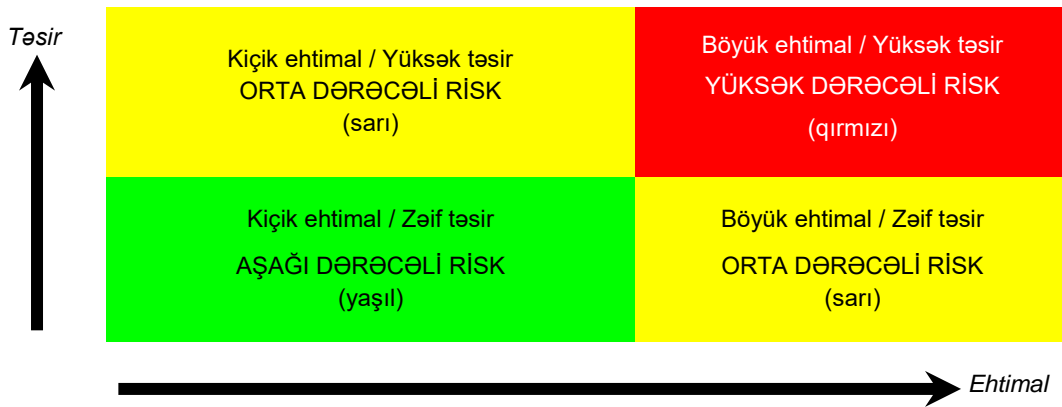 Təsir
Kiçik ehtimal / Yüksək təsir
ORTA DƏRƏCƏLİ RİSK
(sarı)
Böyük ehtimal / Yüksək təsir
YÜKSƏK DƏRƏCƏLİ RİSK
(qırmızı)
Kiçik ehtimal / Zəif təsir
AŞAĞI DƏRƏCƏLİ RİSK
(yaşıl)
Böyük ehtimal / Zəif təsir
ORTA DƏRƏCƏLİ RİSK
(sarı)
Ehtimal